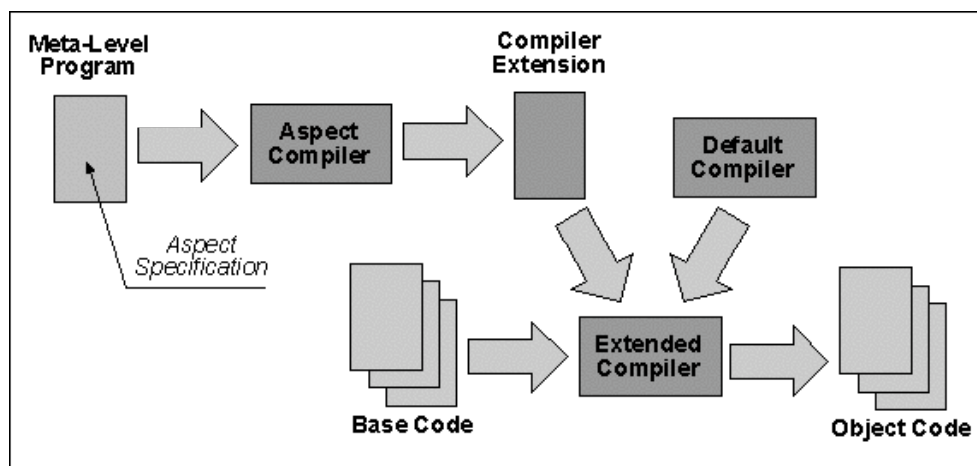 Meta-Level
Program
Compiler
Extension
Aspect
Compiler
Default
Compiler
Aspect
Specification
Extended
Compiler
Base Code
Object Code